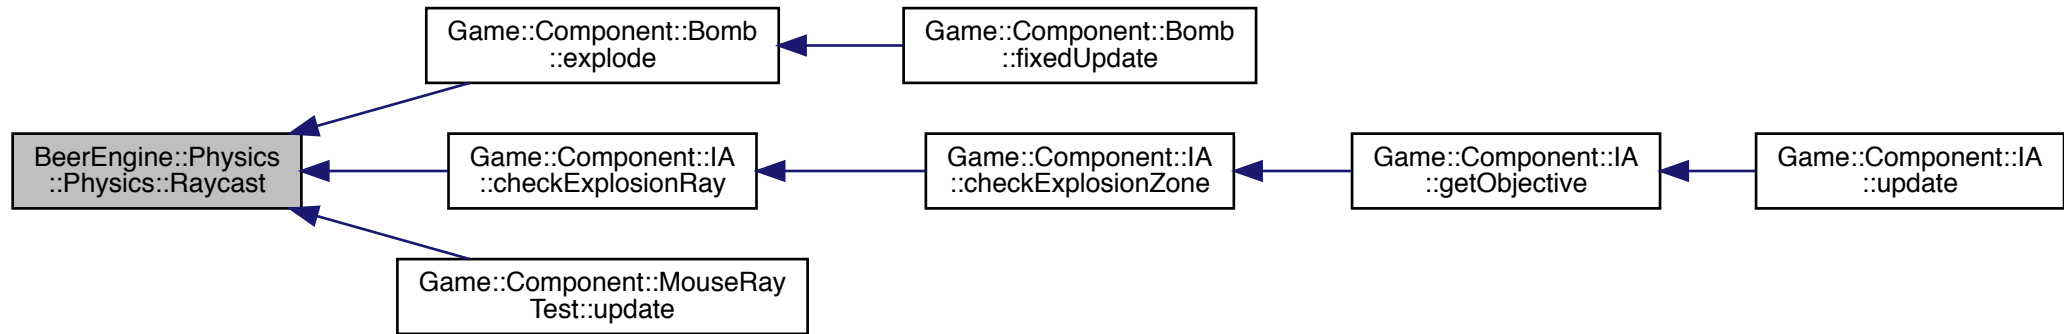 Game::Component::Bomb
::explode
Game::Component::Bomb
::fixedUpdate
BeerEngine::Physics
::Physics::Raycast
Game::Component::IA
::checkExplosionRay
Game::Component::IA
::checkExplosionZone
Game::Component::IA
::getObjective
Game::Component::IA
::update
Game::Component::MouseRay
Test::update